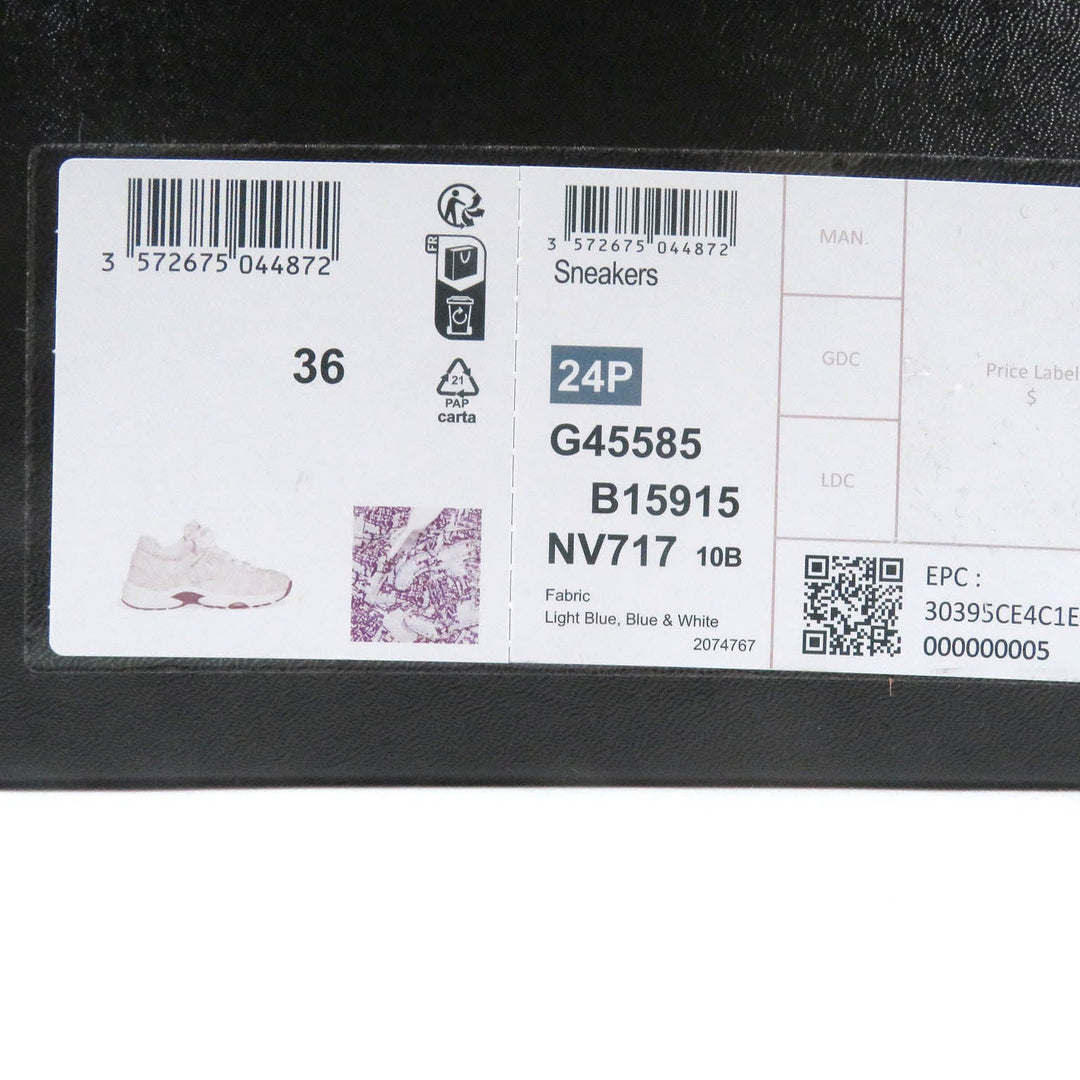 3 572675 044872
36
FR
21
PAP
carta
3 572675 044872
Sneakers
24P
G45585
B15915
NV717 10B
Fabric
Light Blue, Blue & White
2074767
MAN.
GDC
LDC
Price Label
$
EPC :
30395CE4C1E
000000005